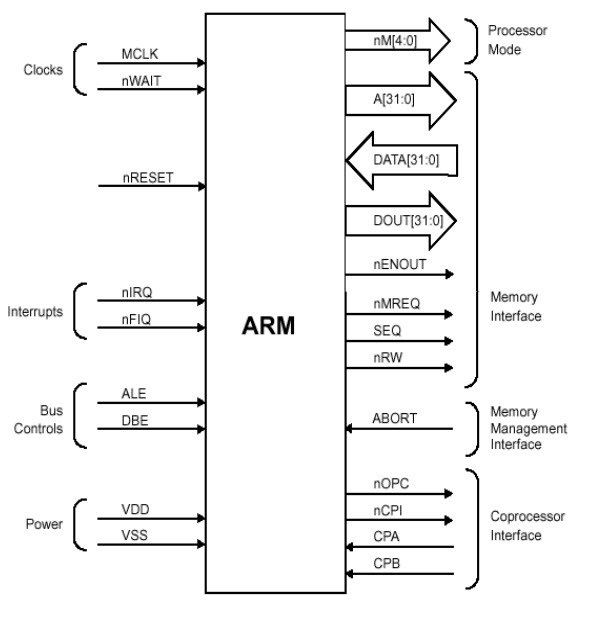 Clocks
MCLK
nWAIT
nRESET
Interrupts
nIRQ
nFIQ
Bus
Controls
ALE
DBE
Power
VDD
VSS
ARM
nM[4:0]
Processor
Mode
A[31:0]
DATA[31:0]
DOUT[31:0]
nENOUT
nMREQ
SEQ
nRW
Memory
Interface
ABORT
Memory
Management
Interface
nOPC
nCPI
CPA
CPB
Coprocessor
Interface